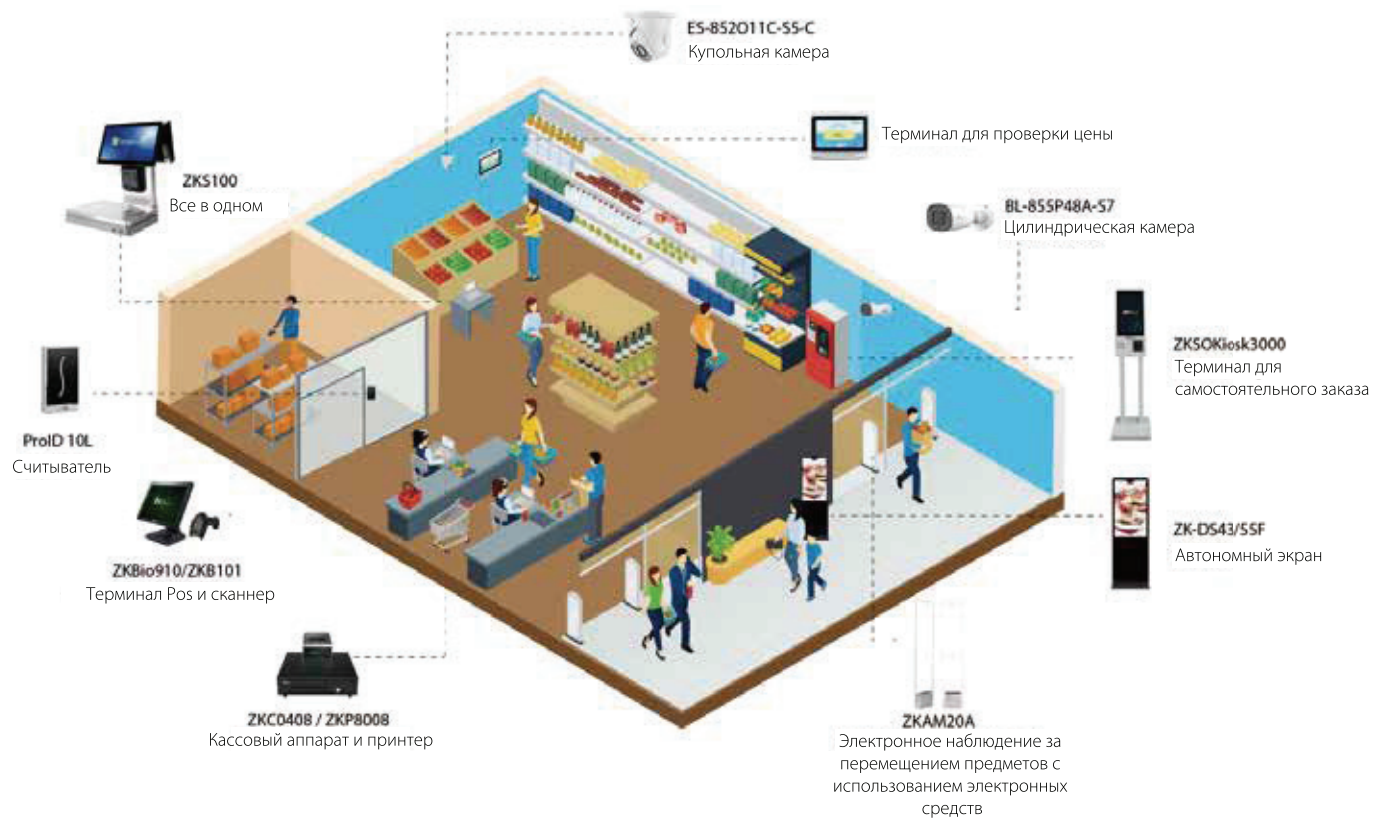 ES-852O11C-S5-C
Купольная камера
Терминал для проверки цены
ZKS100
Все в одном
BL-855P48A-S7
Цилиндрическая камера
ZKSOKiosk3000
Терминал для
самостоятельного заказа
ProID 10L
Считыватель
ZK-DS43/55F
Автономный экран
ZKBio910/ZKB101
Терминал Pos и сканнер
ZKC0408 / ZKP8008
Кассовый аппарат и принтер
ZKAM20A
Электронное наблюдение за
перемещением предметов с
использованием электронных
средств